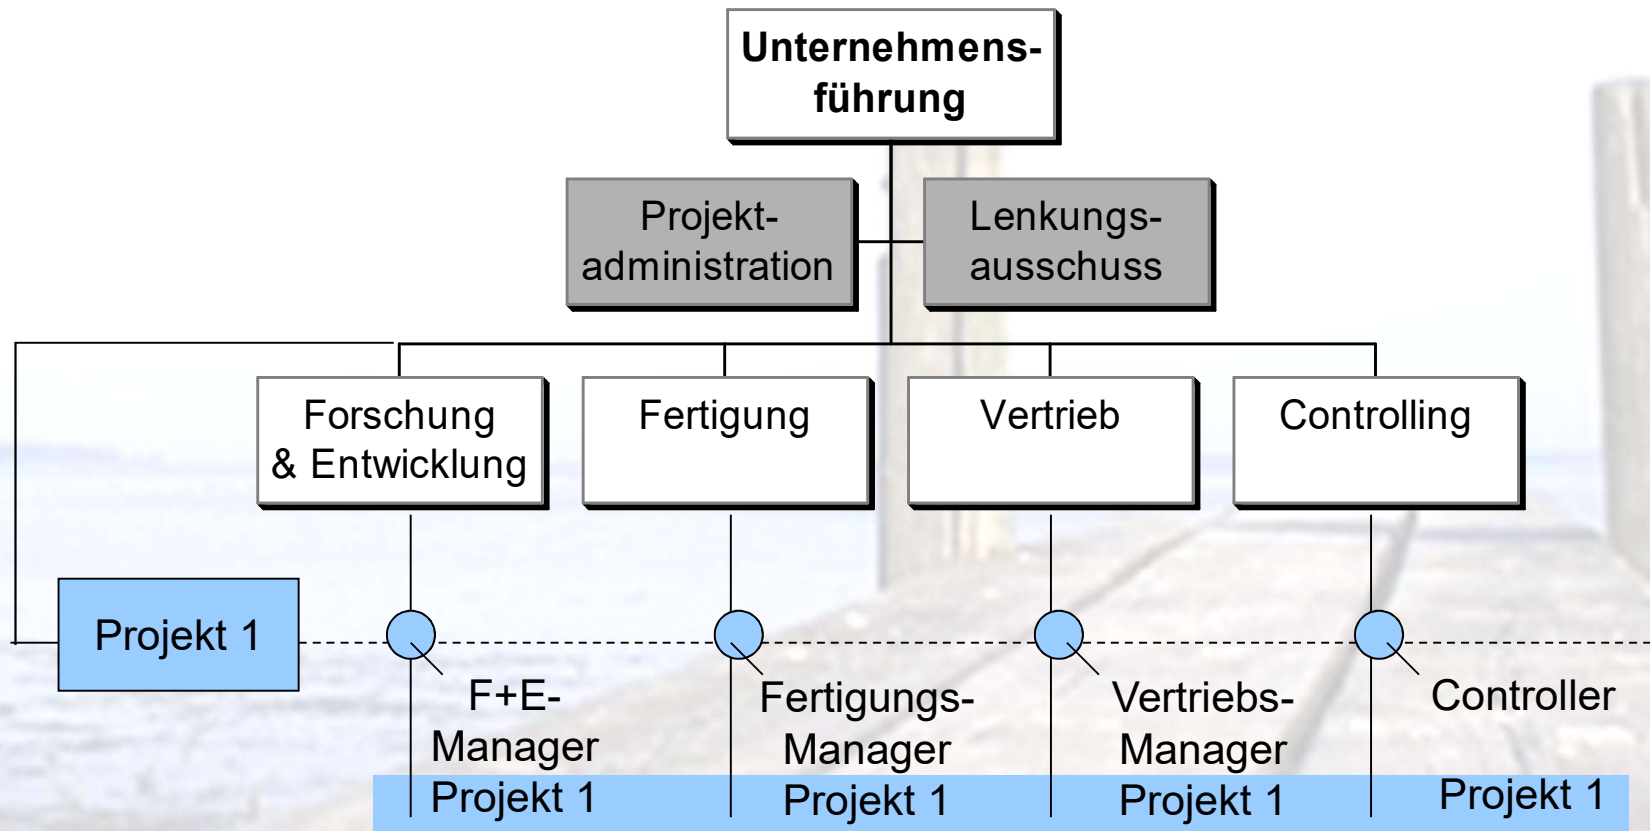 Unternehmens-
führung
Projekt-
administration
Lenkungs-
ausschuss
Forschung
& Entwicklung
Fertigung
Vertrieb
Controlling
Projekt 1
F+E-
Manager
Projekt 1
Fertigungs-
Manager
Projekt 1
Vertriebs-
Manager
Projekt 1
Controller
Projekt 1